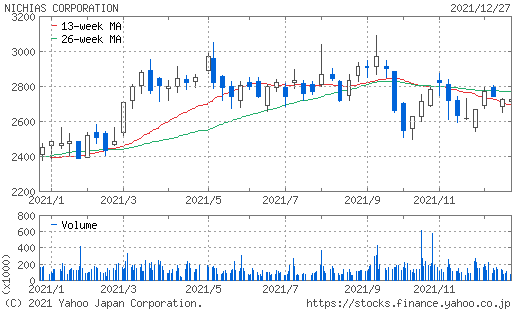 NICHIAS CORPORATION 2021/12/27
13-week MA
26-week MA
3200
3000
2800
2600
2400
2200
2021/1 2021/3 2021/5 2021/7 2021/9 2021/11
800
600
400
200
0
Volume
(x1000)
2021/1 2021/3 2021/5 2021/7 2021/9 2021/11
(C) 2021 Yahoo Japan Corporation. https://stocks.finance.yahoo.co.jp